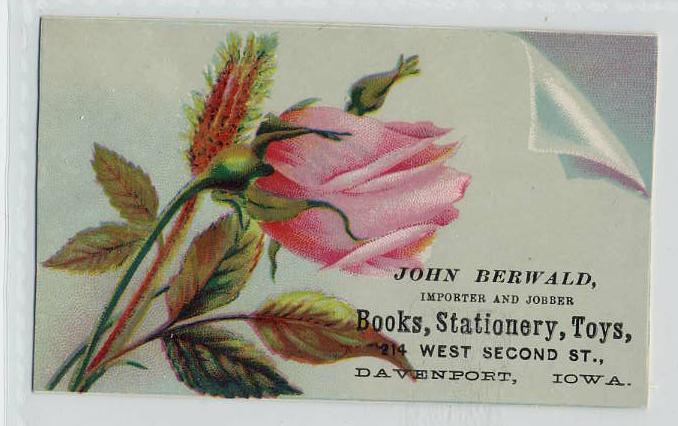 JOHN BERWALD,
IMPORTER AND JOBBER
Books, Stationery, Toys,
214 WEST SECOND ST.,
DAVENPORT, IOWA.